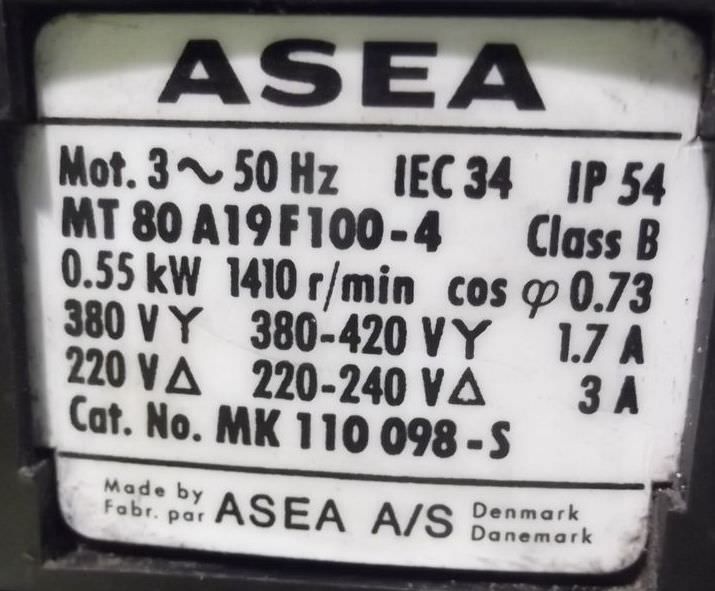 ASEA
Mot. 3∼ 50 Hz IEC 34 IP 54
MT 80 A19F100-4 Class B
0.55 kW 1410 r/min cos φ 0.73
380 V Y 380-420 V Y 1.7 A
220 V Δ 220-240 V Δ 3 A
Cat. No. MK 110 098-S
Made by
Fabr. par ASEA A/S Denmark
Danemark